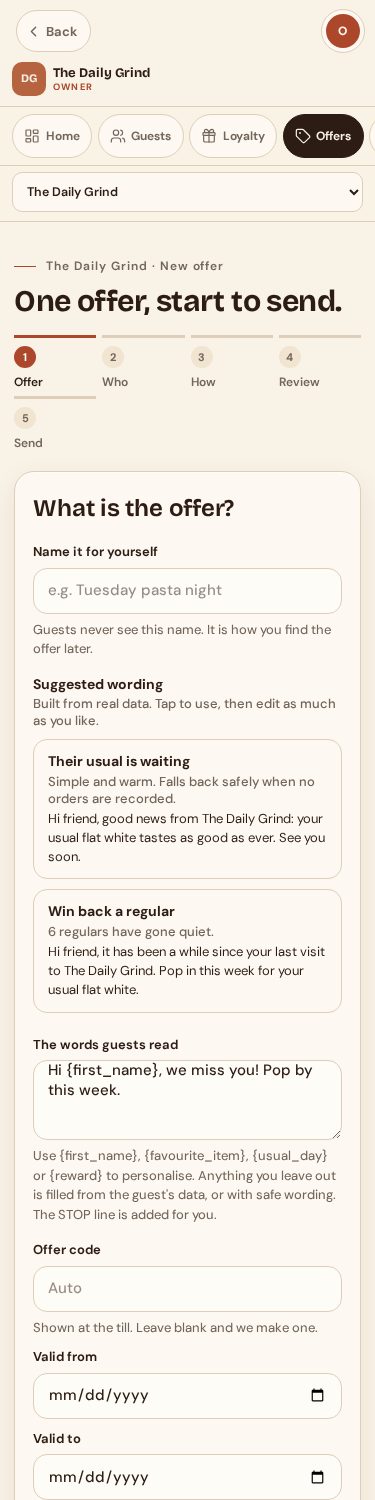 Back
O
DG
The Daily Grind
OWNER
Home
Guests
Loyalty
Offers
The Daily Grind
The Daily Grind · New offer
One offer, start to send.
1
Offer
2
Who
3
How
4
Review
5
Send
What is the offer?
Name it for yourself
e.g. Tuesday pasta night
Guests never see this name. It is how you find the
offer later.
Suggested wording
Built from real data. Tap to use, then edit as much
as you like.
Their usual is waiting
Simple and warm. Falls back safely when no
orders are recorded.
Hi friend, good news from The Daily Grind: your
usual flat white tastes as good as ever. See you
soon.
Win back a regular
6 regulars have gone quiet.
Hi friend, it has been a while since your last visit
to The Daily Grind. Pop in this week for your
usual flat white.
The words guests read
Hi {first_name}, we miss you! Pop by
this week.
Use {first_name}, {favourite_item}, {usual_day}
or {reward} to personalise. Anything you leave out
is filled from the guest's data, or with safe wording.
The STOP line is added for you.
Offer code
Auto
Shown at the till. Leave blank and we make one.
Valid from
mm/dd/yyyy
Valid to
mm/dd/yyyy